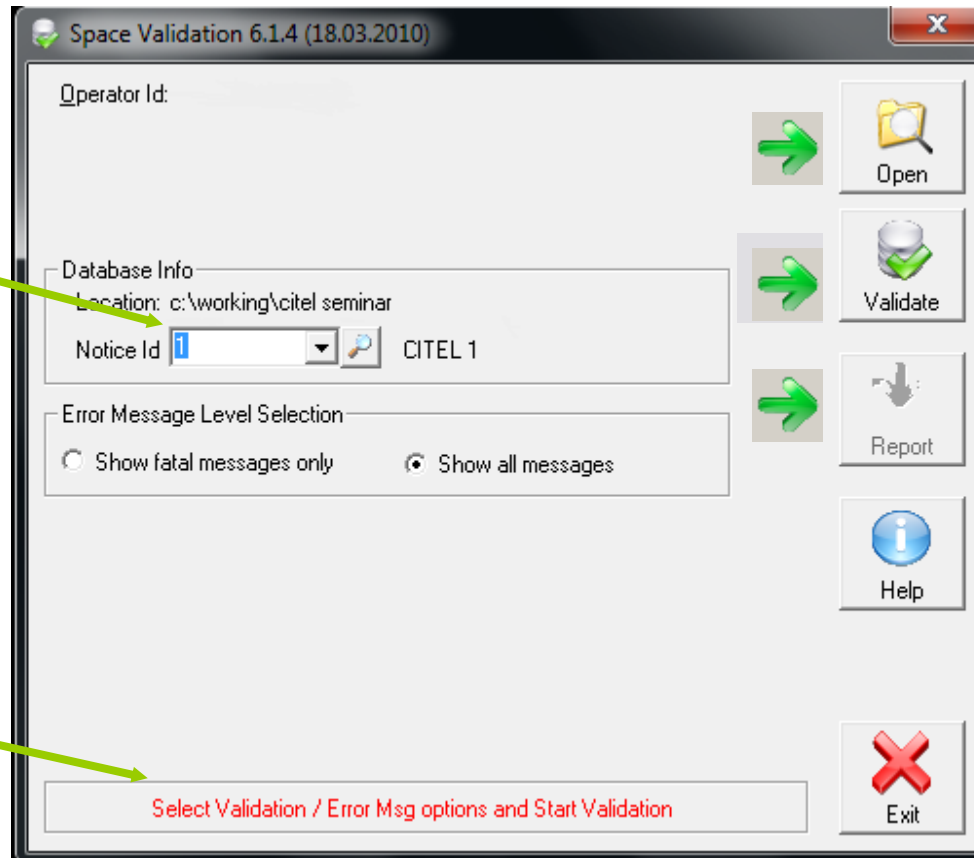 Space Validation 6.1.4 (18.03.2010)
Operator Id:
Open
Database Info
Location: c:\working\citel seminar
Validate
Notice Id 1 CITEL 1
Error Message Level Selection
Show fatal messages only Show all messages
Report
Help
Select Validation / Error Msg options and Start Validation
Exit